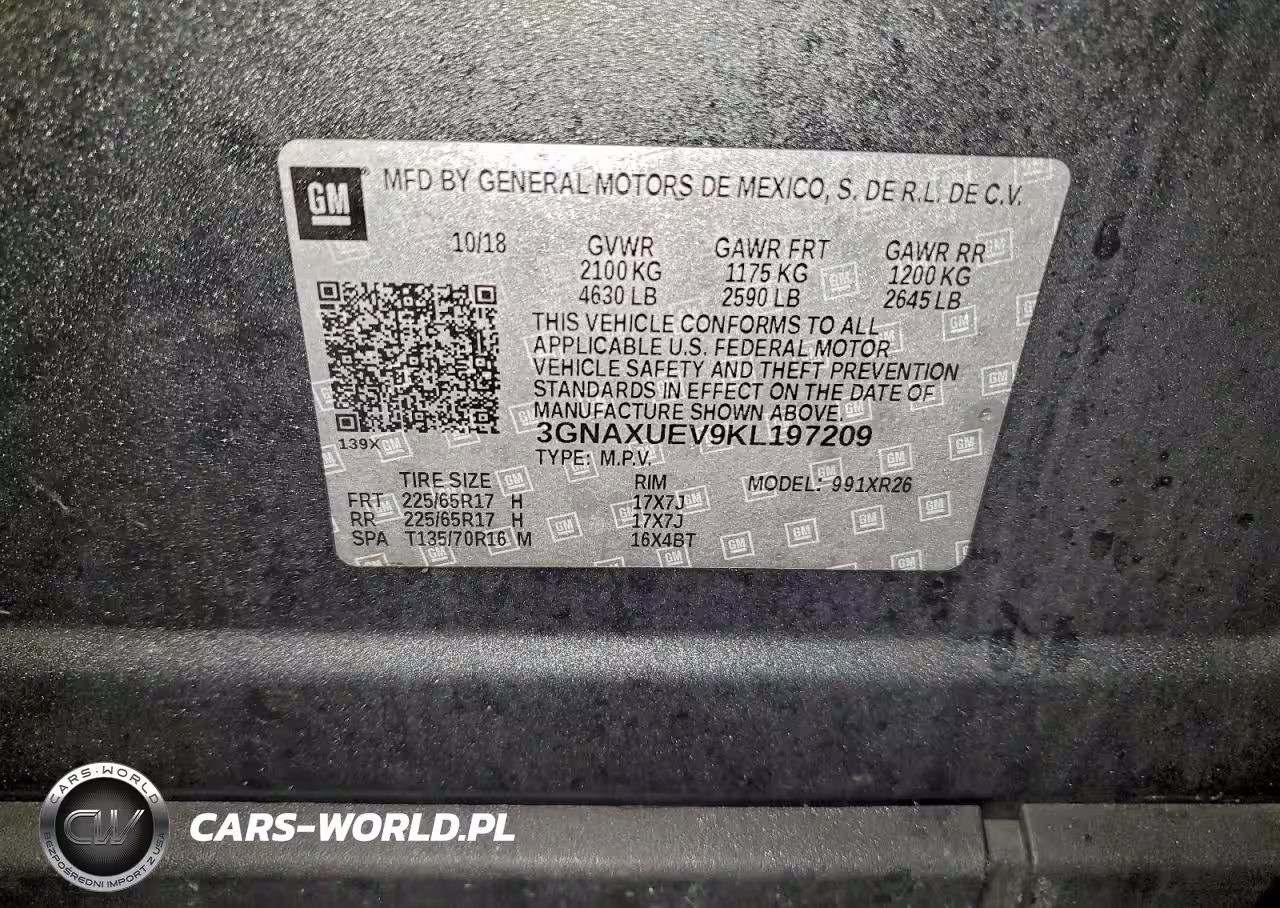 GM
MFD BY GENERAL MOTORS DE MEXICO, S. DE R.L. DE C.V.
10/18 GVWR GAWR FRT GAWR RR
2100 KG 1175 KG 1200 KG
4630 LB 2590 LB 2645 LB
THIS VEHICLE CONFORMS TO ALL
APPLICABLE U.S. FEDERAL MOTOR
VEHICLE SAFETY AND THEFT PREVENTION
STANDARDS IN EFFECT ON THE DATE OF
MANUFACTURE SHOWN ABOVE.
139X
3GNAXUEV9KL197209
TYPE: M.P.V.
TIRE SIZE RIM MODEL: 991XR26
FRT 225/65R17 H 17X7J
RR 225/65R17 H 17X7J
SPA T135/70R16 M 16X4BT
CARS-WORLD
CW
BEZPOŚREDNI IMPORT Z USA
CARS-WORLD.PL